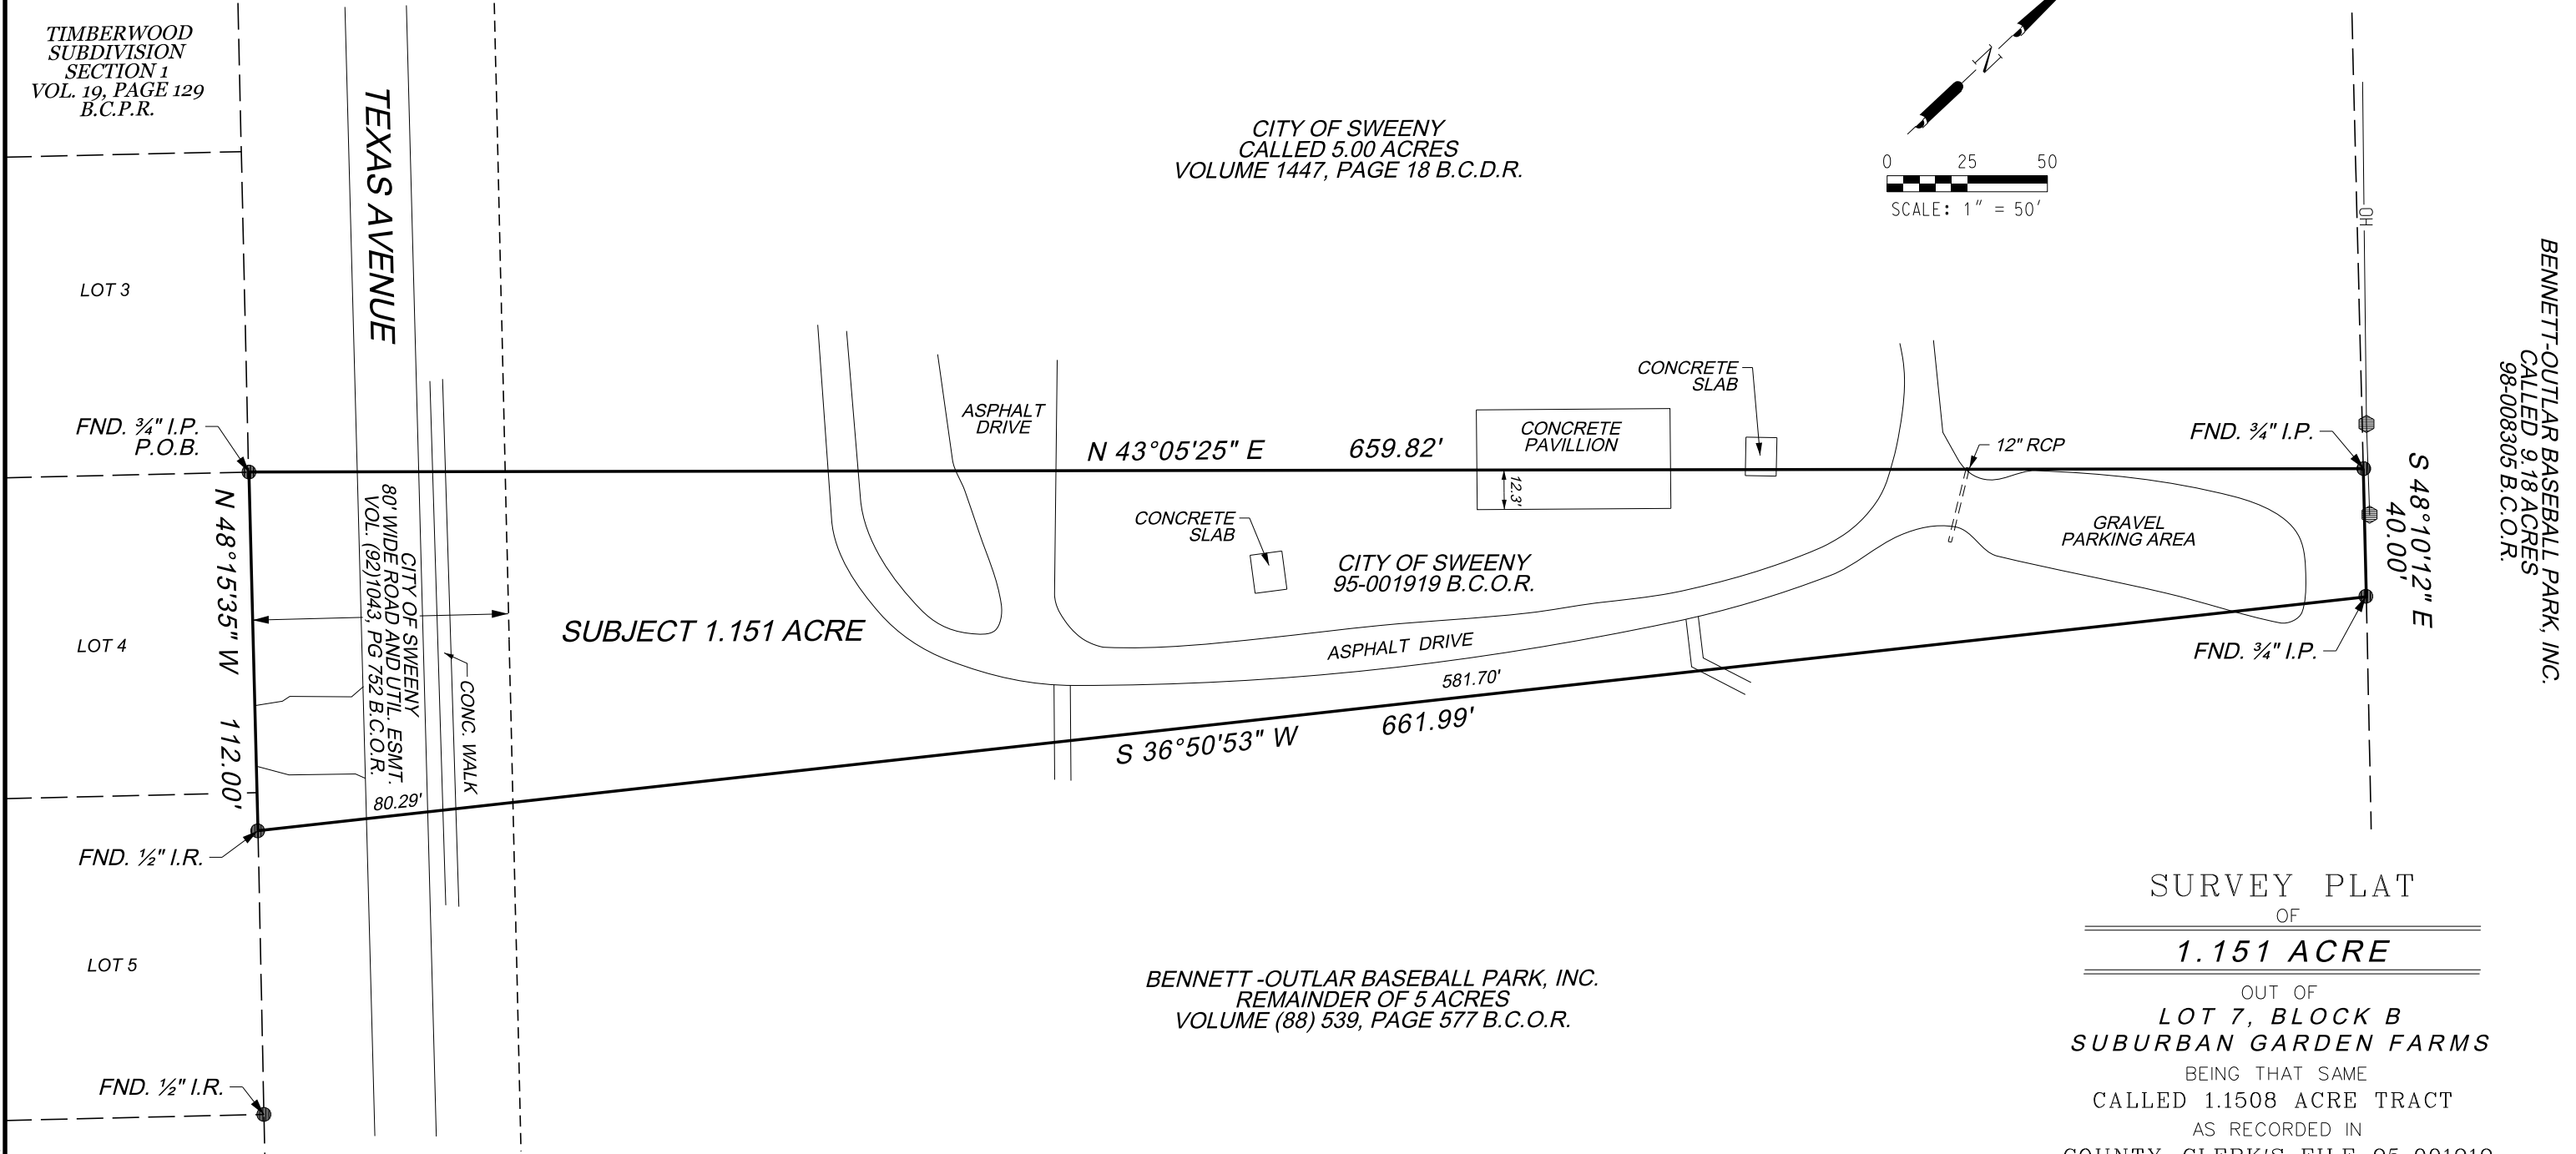 TIMBERWOOD
SUBDIVISION
SECTION 1
VOL. 19, PAGE 129
B.C.P.R.
TEXAS AVENUE
CITY OF SWEENY
CALLED 5.00 ACRES
VOLUME 1447, PAGE 18 B.C.D.R.
N
0 25 50
SCALE: 1" = 50'
OH
BENNETT-OUTLAR BASEBALL PARK, INC.
CALLED 9.18 ACRES
98-008305 B.C.O.R.
LOT 3
FND. ¾" I.P.
P.O.B.
ASPHALT
DRIVE
N 43°05'25" E 659.82'
CONCRETE
PAVILLION
12.3'
CONCRETE
SLAB
12" RCP
FND. ¾" I.P.
S 48°10'12" E
40.00'
N 48°15'35" W 112.00'
CITY OF SWEENY
80' WIDE ROAD AND UTIL. ESMT.
VOL. (92)1043, PG 752 B.C.O.R.
CONC. WALK
80.29'
CONCRETE
SLAB
CITY OF SWEENY
95-001919 B.C.O.R.
GRAVEL
PARKING AREA
LOT 4
SUBJECT 1.151 ACRE
ASPHALT DRIVE
581.70'
S 36°50'53" W 661.99'
FND. ¾" I.P.
FND. ½" I.R.
LOT 5
FND. ½" I.R.
BENNETT -OUTLAR BASEBALL PARK, INC.
REMAINDER OF 5 ACRES
VOLUME (88) 539, PAGE 577 B.C.O.R.
SURVEY PLAT
OF
1.151 ACRE
OUT OF
LOT 7, BLOCK B
SUBURBAN GARDEN FARMS
BEING THAT SAME
CALLED 1.1508 ACRE TRACT
AS RECORDED IN
COUNTY CLERK'S FILE 95-001919